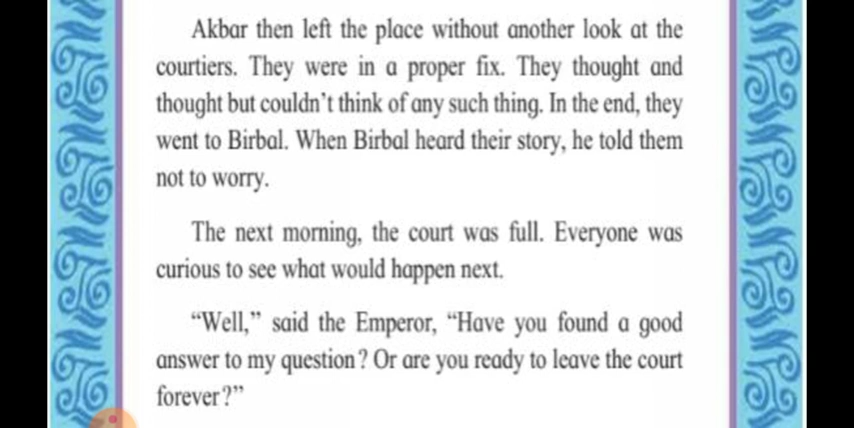 Akbar then left the place without another look at the
courtiers. They were in a proper fix. They thought and
thought but couldn't think of any such thing. In the end, they
went to Birbal. When Birbal heard their story, he told them
not to worry.
The next morning, the court was full. Everyone was
curious to see what would happen next.
“Well,” said the Emperor, “Have you found a good
answer to my question? Or are you ready to leave the court
forever?”